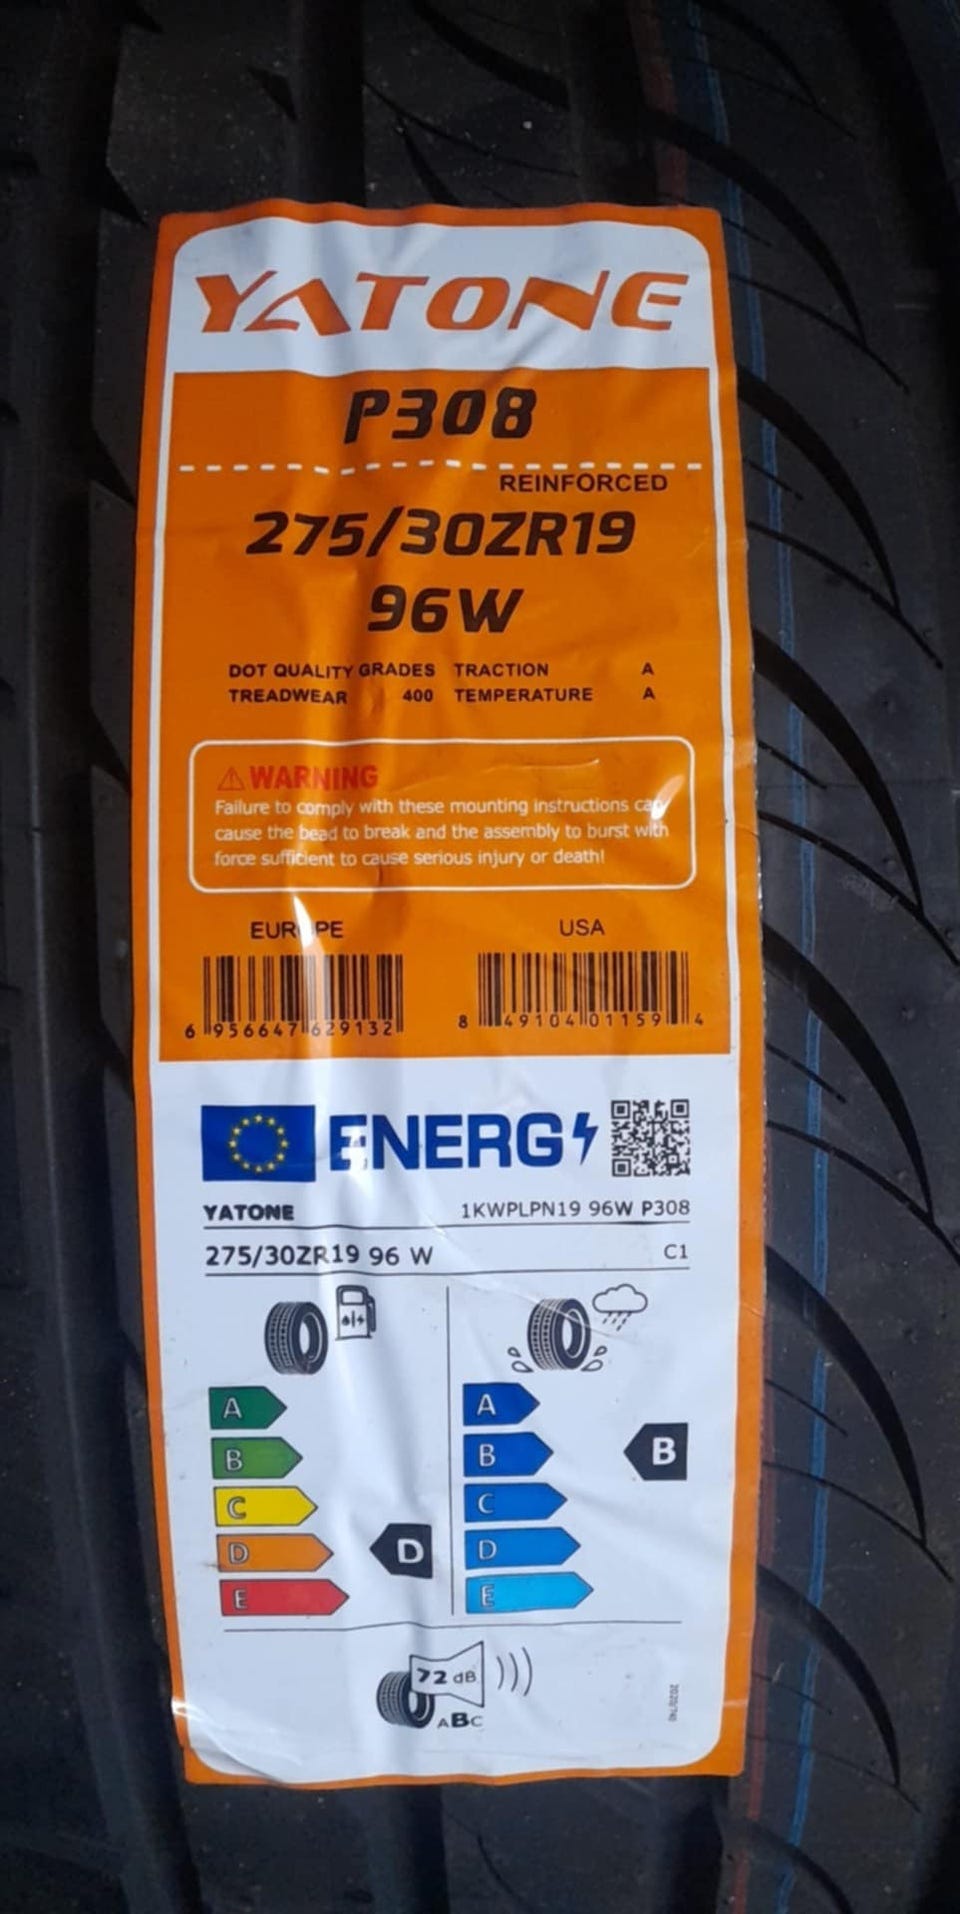 YATONE
P308
REINFORCED
275/30ZR19
96W
DOT QUALITY GRADES TRACTION A
TREADWEAR 400 TEMPERATURE A
⚠ WARNING
Failure to comply with these mounting instructions can
cause the bead to break and the assembly to burst with
force sufficient to cause serious injury or death!
EUROPE USA
6 956647 629132 8 49104 01159 4
ENERG
YATONE 1KWPLPN19 96W P308
275/30ZR19 96 W C1
A A
B B B
C C
D D D
E E
72 dB
ABC
2020/740